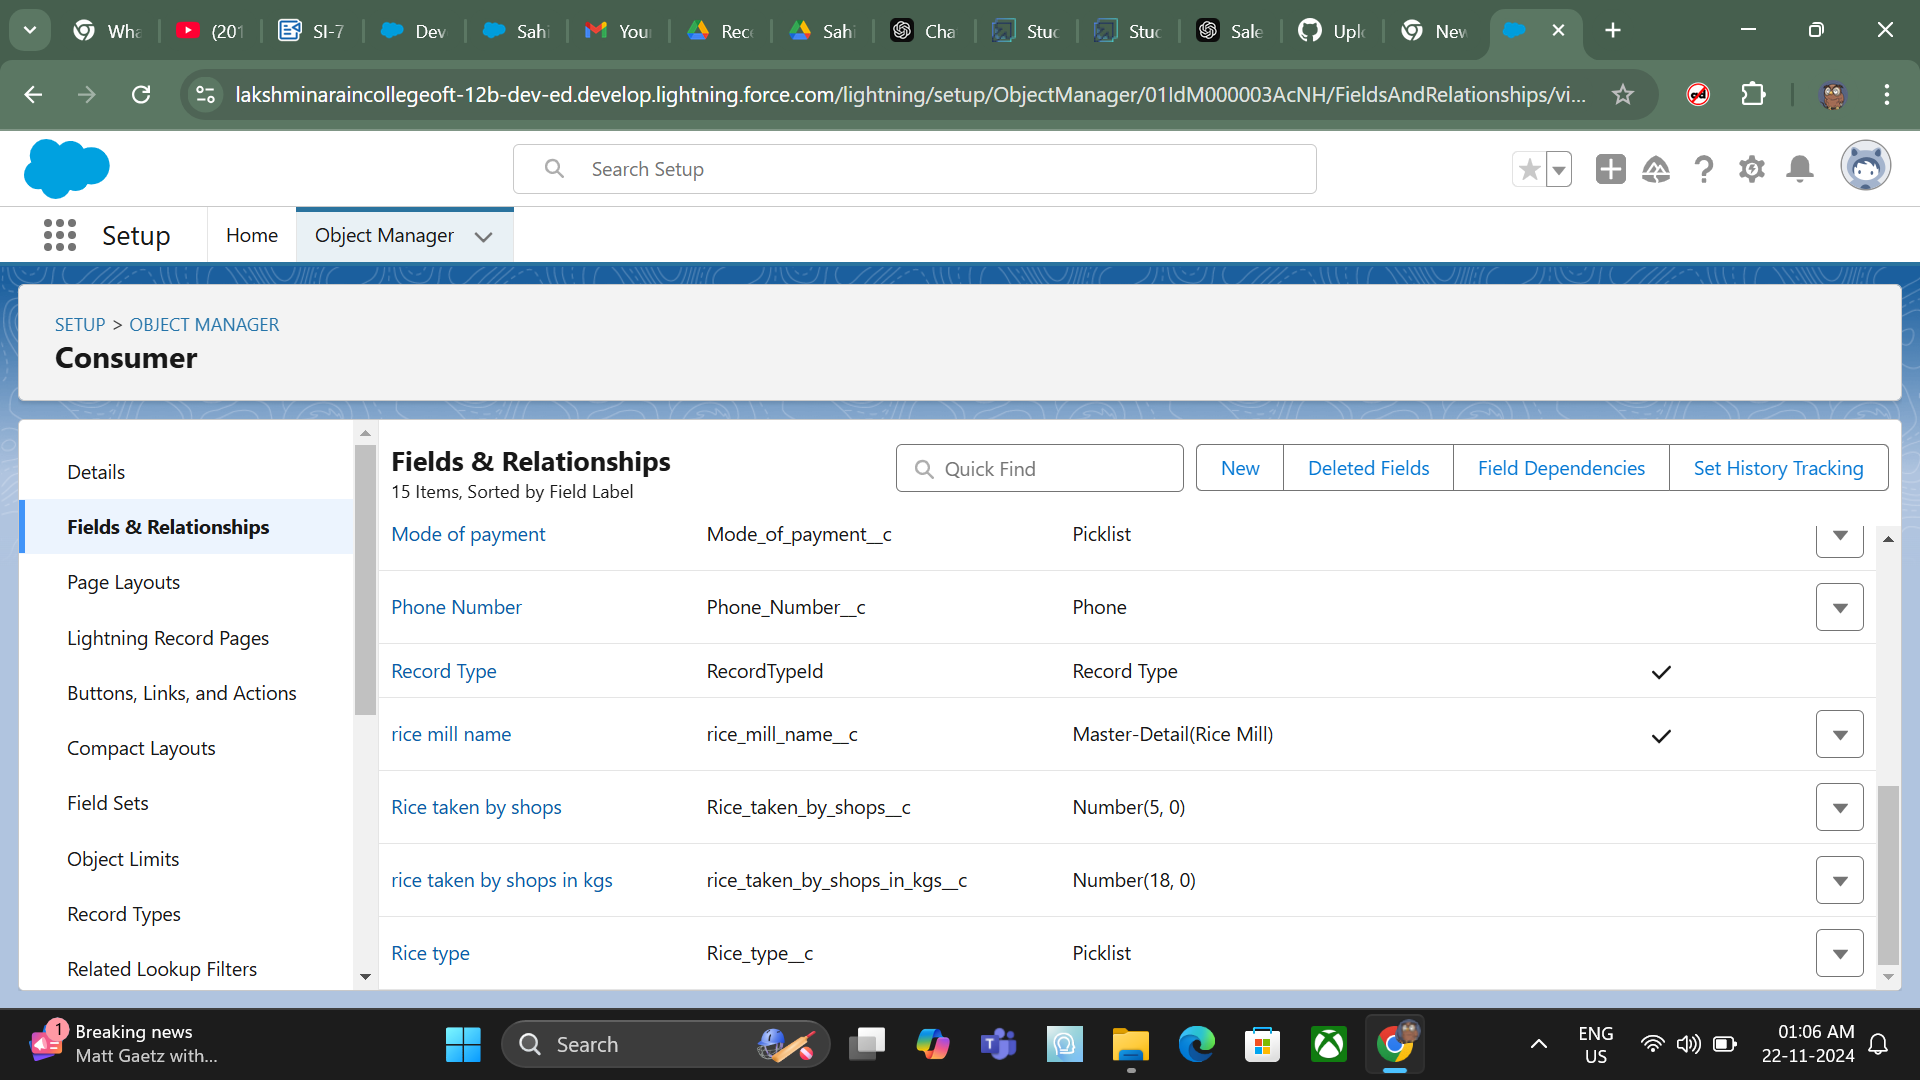 Wha
(201
SI-7
Dev
Sahi
You
Rec
Sahi
Cha
Stud
Stud
Sale
Uplo
New
lakshminaraincollegeoft-12b-dev-ed.develop.lightning.force.com/lightning/setup/ObjectManager/01IdM000003AcNH/FieldsAndRelationships/vi...
Search Setup
Setup
Home
Object Manager
SETUP > OBJECT MANAGER
Consumer
Details
Fields & Relationships
Page Layouts
Lightning Record Pages
Buttons, Links, and Actions
Compact Layouts
Field Sets
Object Limits
Record Types
Related Lookup Filters
Fields & Relationships
15 Items, Sorted by Field Label
Quick Find
New
Deleted Fields
Field Dependencies
Set History Tracking
Mode of payment Mode_of_payment__c Picklist
Phone Number Phone_Number__c Phone
Record Type RecordTypeId Record Type
rice mill name rice_mill_name__c Master-Detail(Rice Mill)
Rice taken by shops Rice_taken_by_shops__c Number(5, 0)
rice taken by shops in kgs rice_taken_by_shops_in_kgs__c Number(18, 0)
Rice type Rice_type__c Picklist
1
Breaking news
Matt Gaetz with...
Search
ENG
US
01:06 AM
22-11-2024